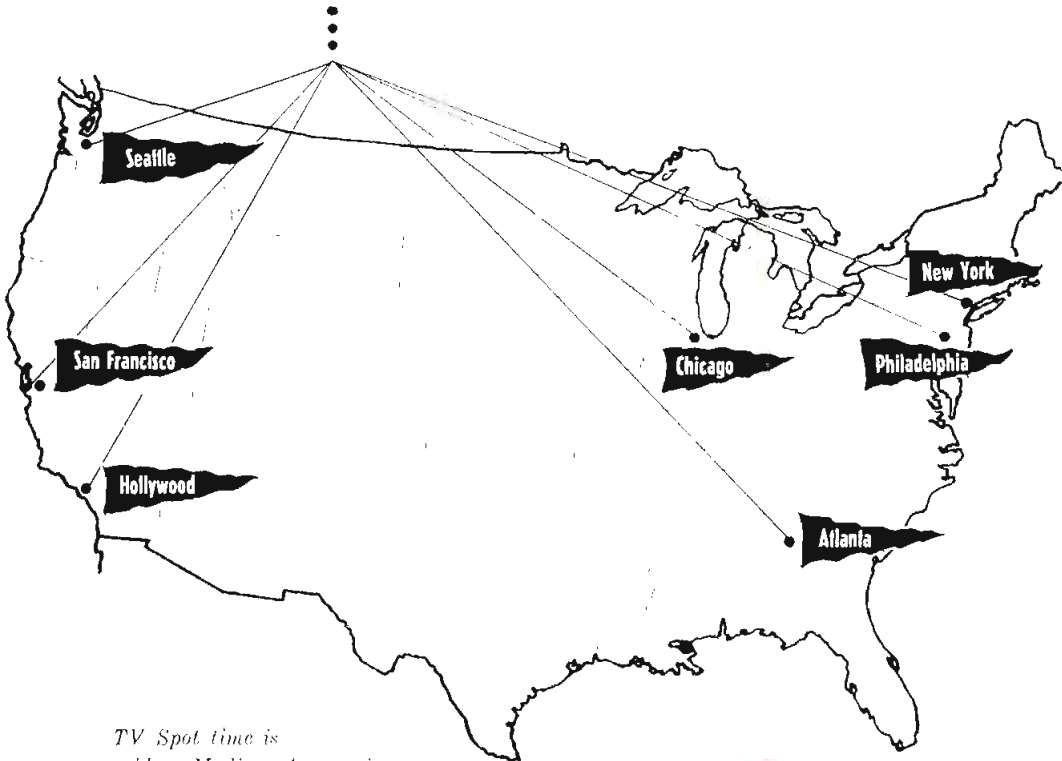 Seattle
New York
San Francisco
Chicago
Philadelphia
Hollywood
Atlanta
TV Spot time is